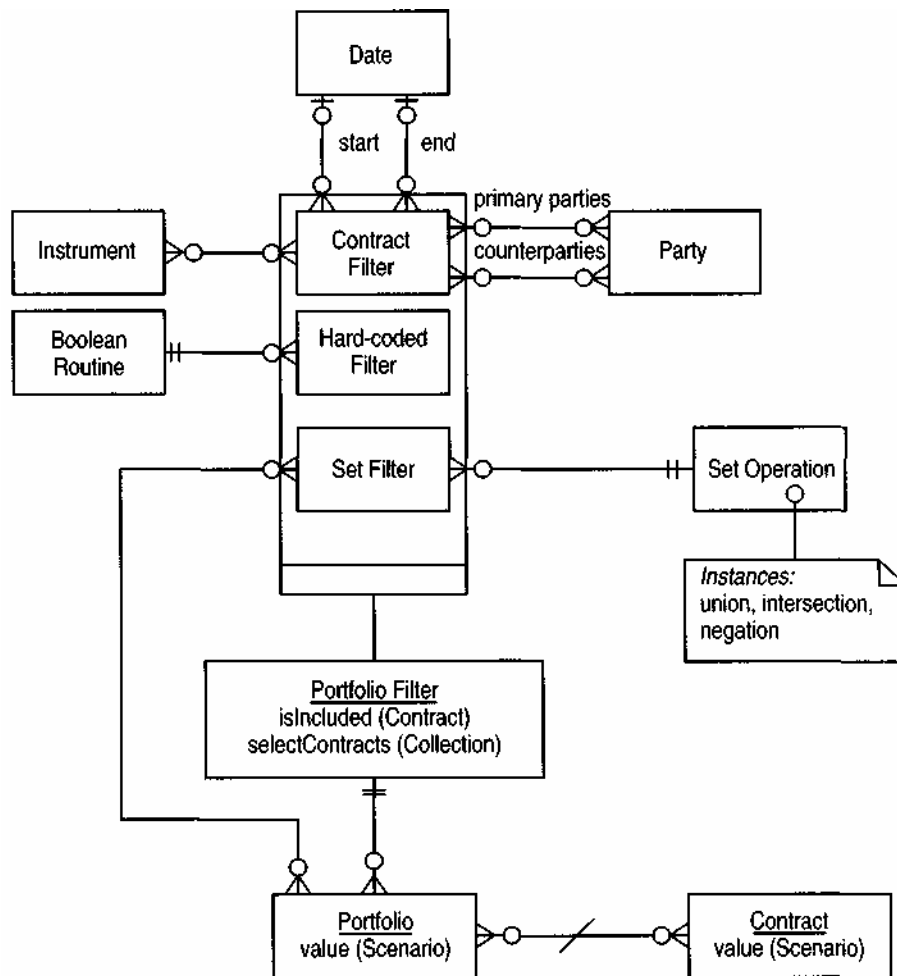 Date
start
end
primary parties
Instrument
Contract
Filter
counterparties
Party
Boolean
Routine
Hard-coded
Filter
Set Filter
Set Operation
Instances:
union, intersection,
negation
Portfolio Filter
isIncluded (Contract)
selectContracts (Collection)
Portfolio
value (Scenario)
Contract
value (Scenario)